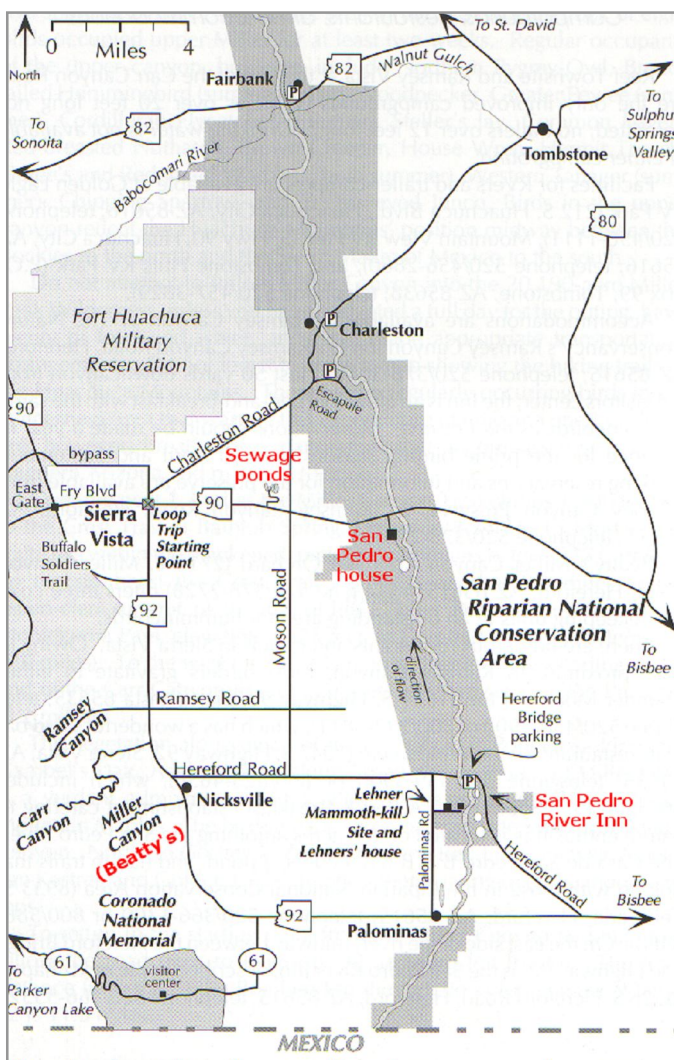 0 Miles 4
North
To St. David
82
Walnut Gulch
Fairbank
P
To
Sulphur
Springs
Valley
82
To
Sonoita
Babocomari River
Tombstone
80
Fort Huachuca
Military
Reservation
P
Charleston
P
Escapule
Road
90
Charleston Road
bypass
Sewage
ponds
East
Gate
Fry Blvd
90
Sierra
Vista
Loop
Trip
Starting
Point
San
Pedro
house
Buffalo
Soldiers
Trail
92
Moson Road
San Pedro
Riparian National
Conservation
Area
To
Bisbee
direction
of flow
Ramsey
Canyon
Ramsey Road
Hereford
Bridge
parking
Hereford Road
P
Nicksville
Carr
Canyon
Miller
Canyon
(Beatty's)
Lehner
Mammoth-kill
Site and
Lehners' house
Palominas Rd
San Pedro
River Inn
Hereford Road
To
Bisbee
Coronado
National
Memorial
92
Palominas
61
visitor
center
61
To
Parker
Canyon Lake
MEXICO